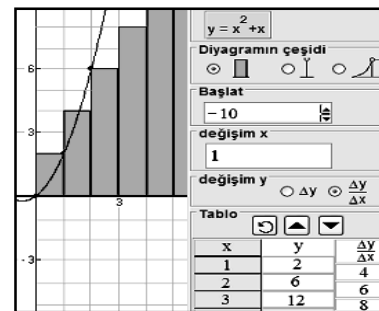 y = x²+x
Diyagramın çeşidi
Başlat
-10
değişim x
1
değişim y
Δy Δy/Δx
Tablo
x y Δy/Δx
1 2 4
2 6 6
3 12 8
6
3
3
-3